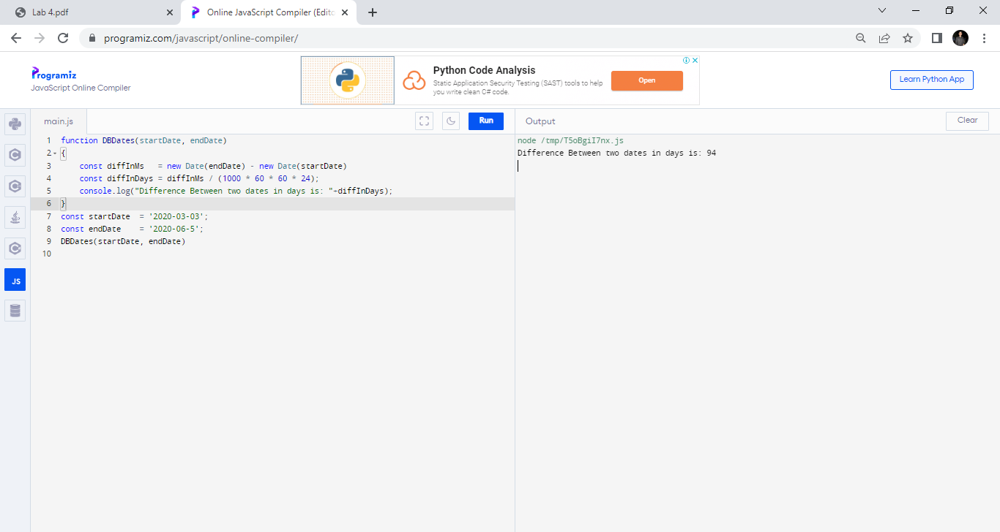 Lab 4.pdf
Online JavaScript Compiler (Edito
programiz.com/javascript/online-compiler/
Programiz
JavaScript Online Compiler
Python Code Analysis
Static Application Security Testing (SAST) tools to help
you write clean C# code.
Open
Learn Python App
main.js
Run
Output
Clear
1 function DBDates(startDate, endDate)
2 {
3     const diffInMs   = new Date(endDate) - new Date(startDate)
4     const diffInDays = diffInMs / (1000 * 60 * 60 * 24);
5     console.log("Difference Between two dates in days is: "+diffInDays);
6 }
7 const startDate  = '2020-03-03';
8 const endDate    = '2020-06-5';
9 DBDates(startDate, endDate)
10
JS
node /tmp/T5oBgiI7nx.js
Difference Between two dates in days is: 94